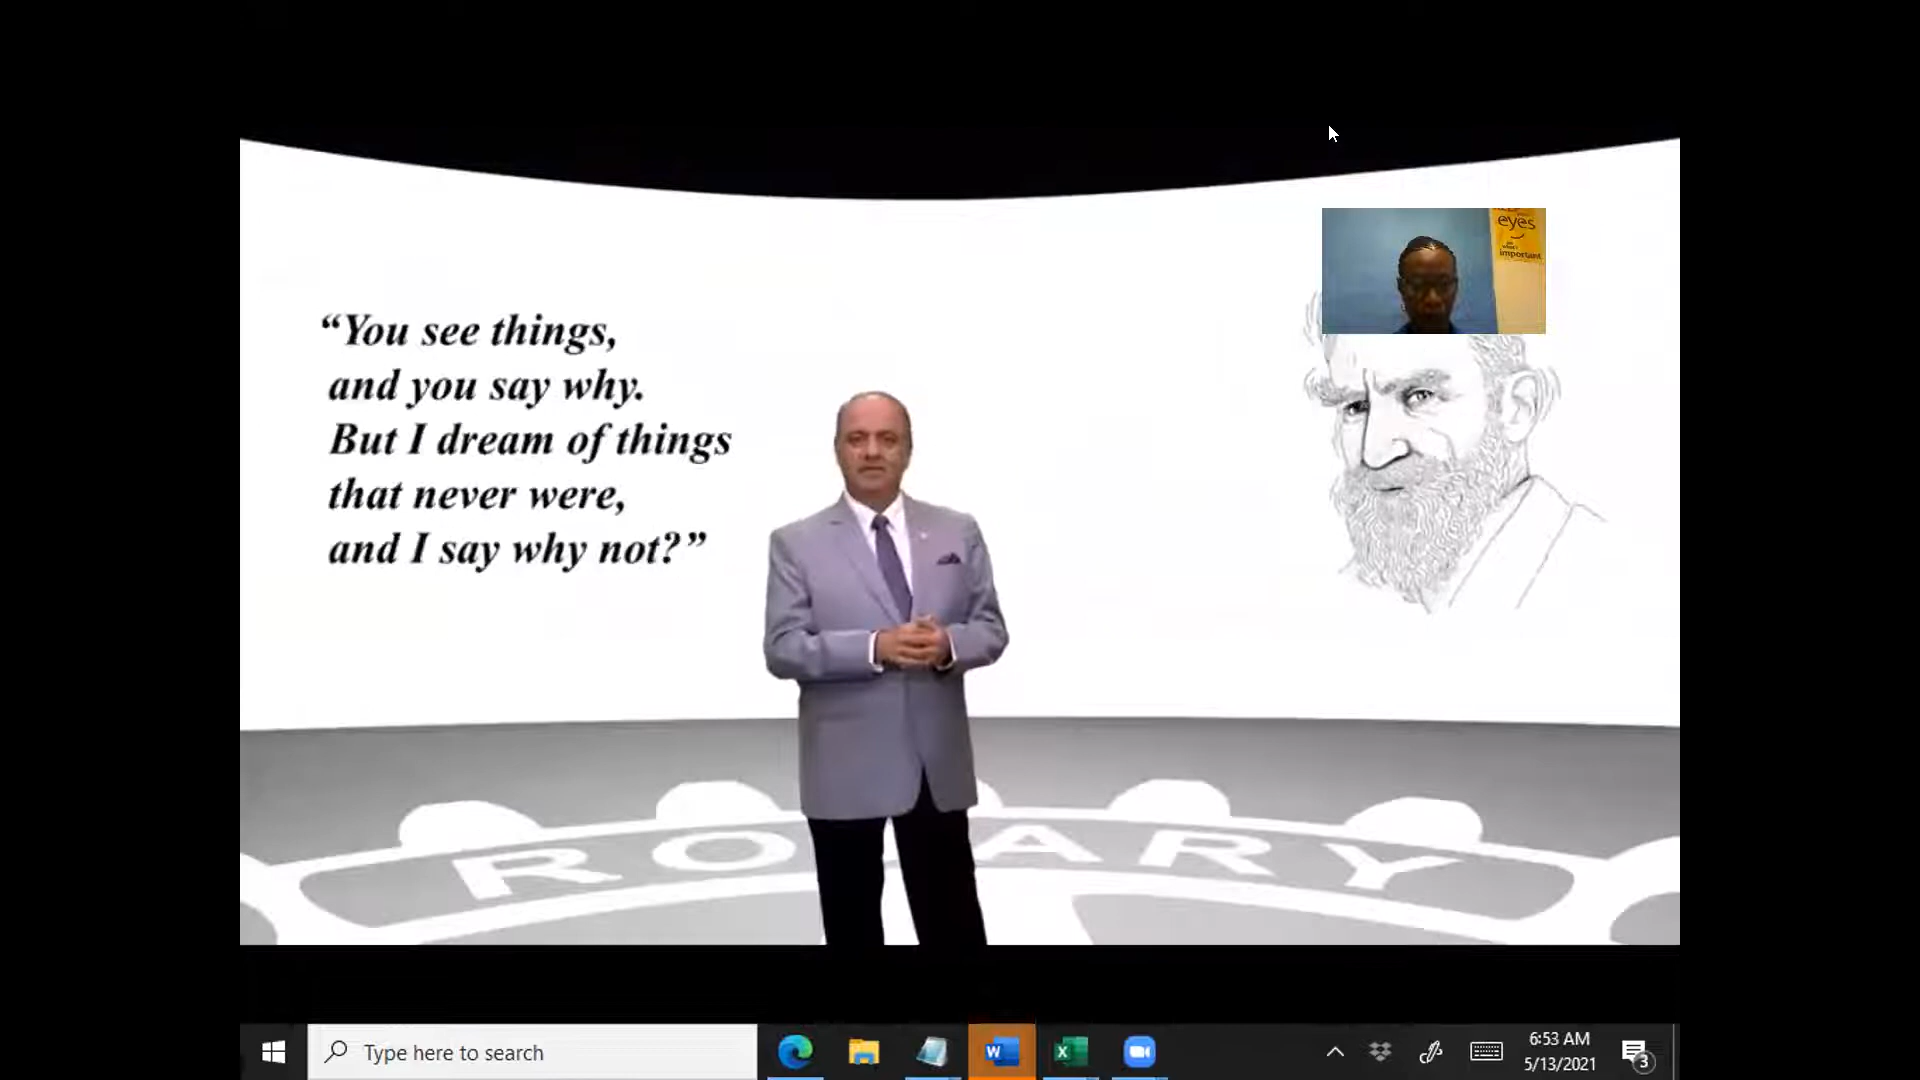 eyes
important
“You see things,
and you say why.
But I dream of things
that never were,
and I say why not?”
ROTARY
Type here to search
6:53 AM
5/13/2021
3